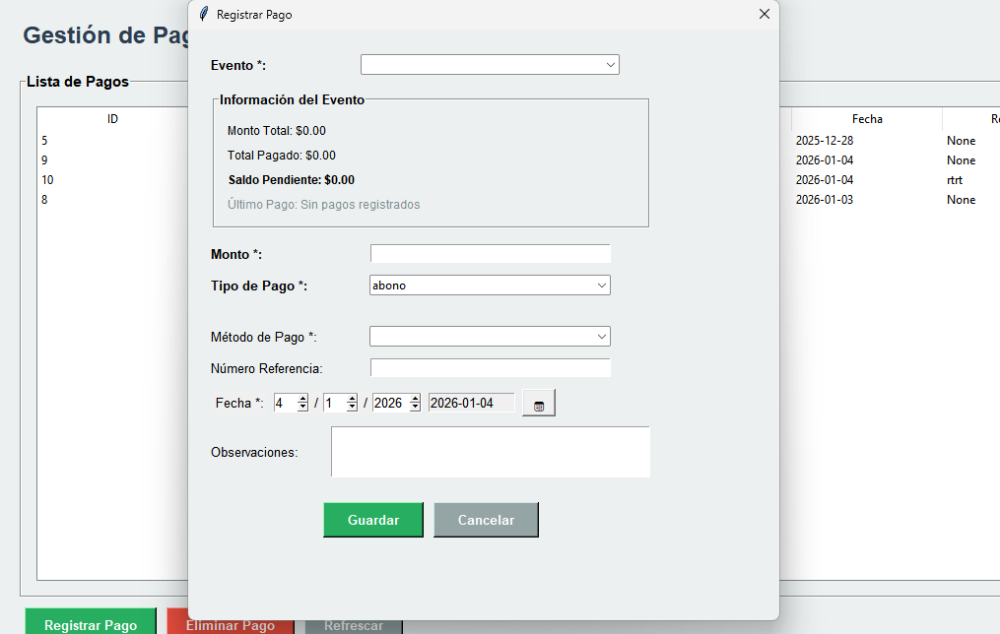 Registrar Pago
Gestión de Pag
Evento *:
Lista de Pagos
Información del Evento
ID
Fecha
Monto Total: $0.00
5
2025-12-28
None
Total Pagado: $0.00
9
2026-01-04
None
Saldo Pendiente: $0.00
10
2026-01-04
rtrt
Último Pago: Sin pagos registrados
8
2026-01-03
None
Monto *:
Tipo de Pago *:
abono
Método de Pago *:
Número Referencia:
Fecha *: 4 / 1 / 2026 2026-01-04
Observaciones:
Guardar
Cancelar
Registrar Pago
Eliminar Pago
Refrescar